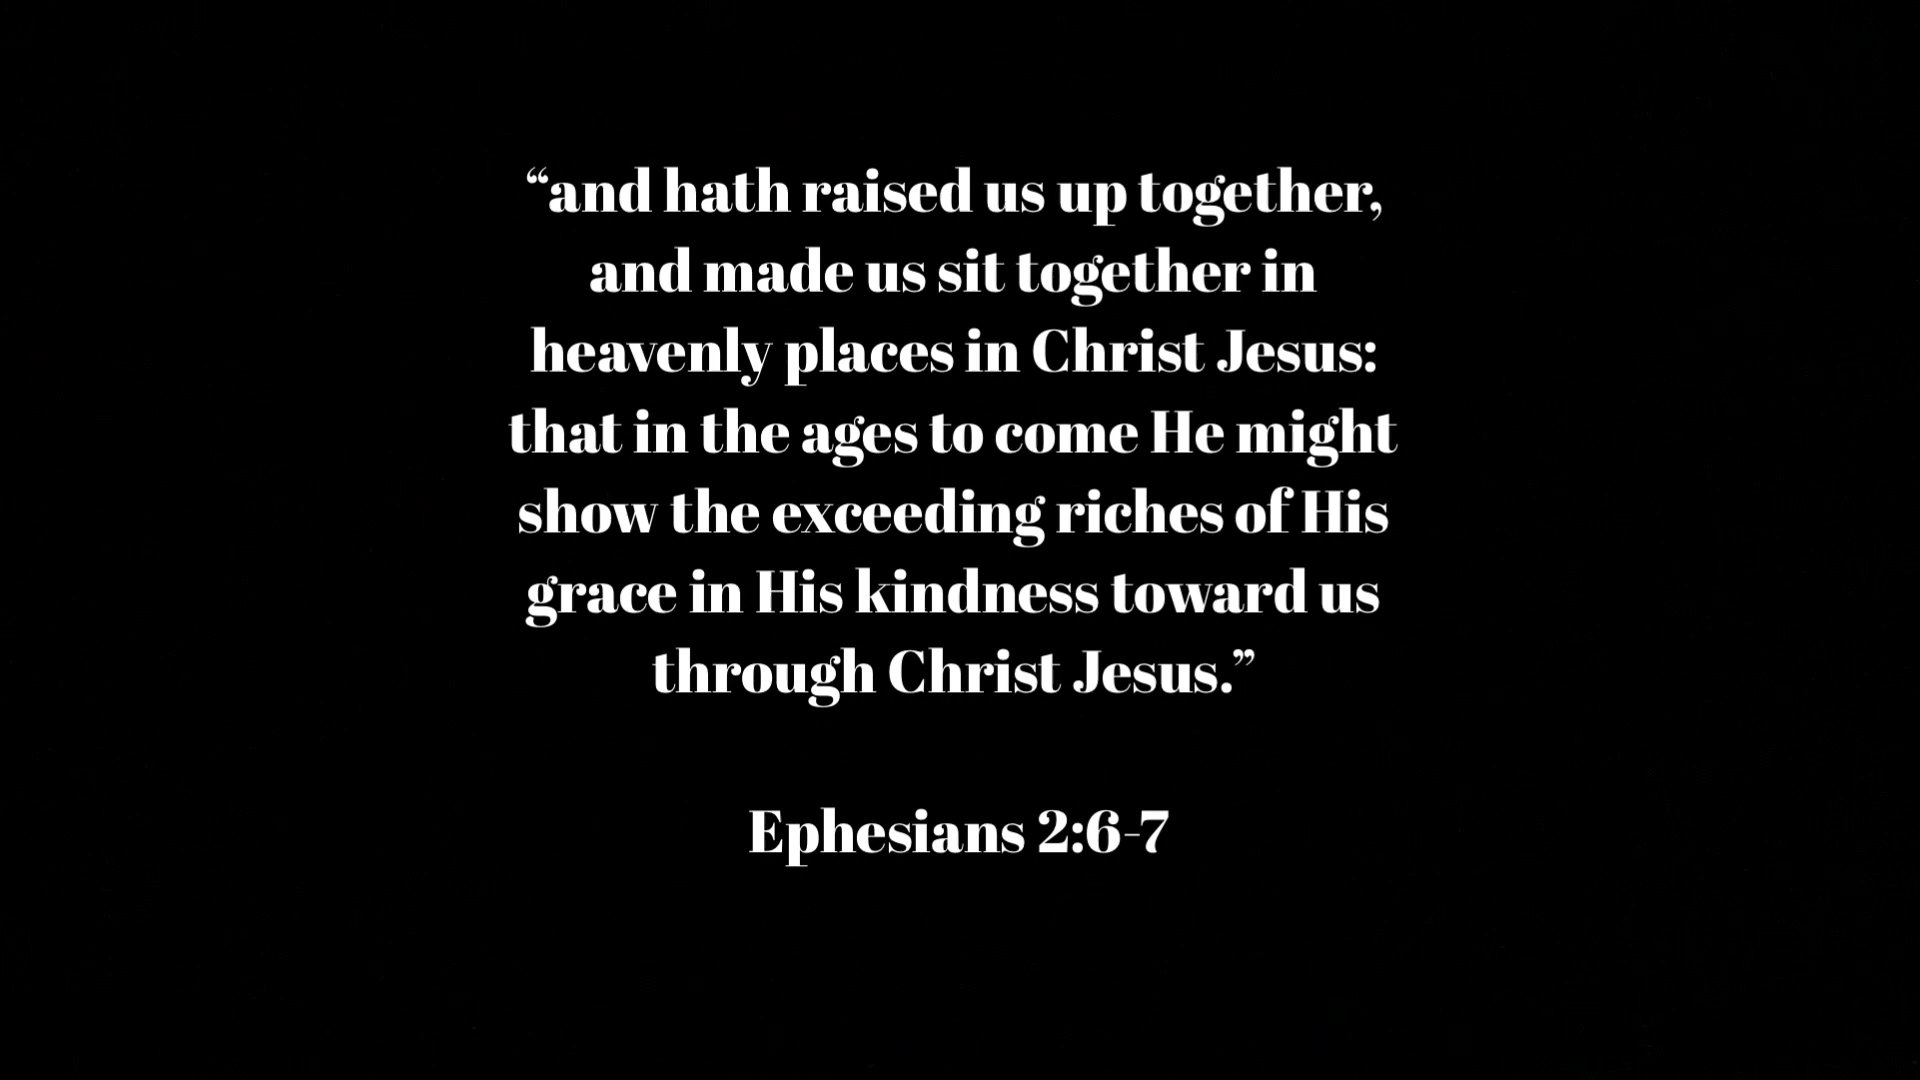 “and hath raised us up together,
and made us sit together in
heavenly places in Christ Jesus:
that in the ages to come He might
show the exceeding riches of His
grace in His kindness toward us
through Christ Jesus.”
Ephesians 2:6-7